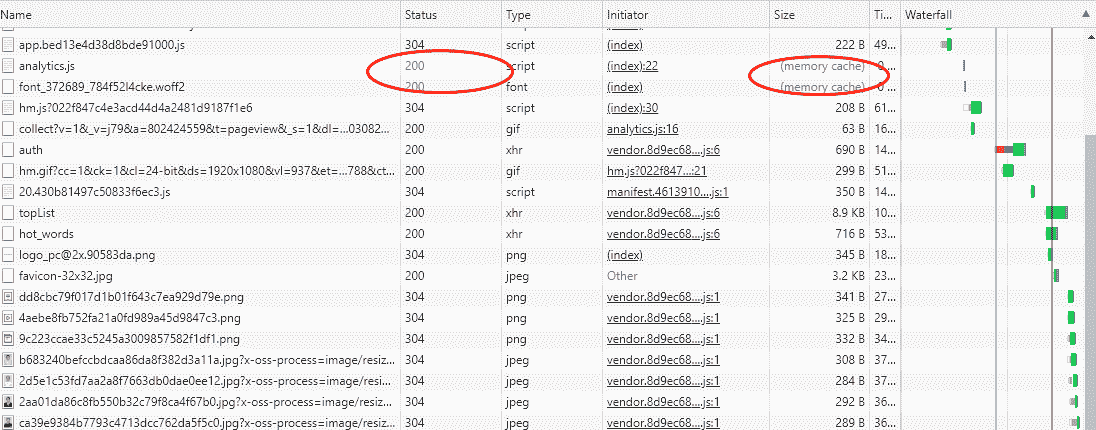 Name Status Type Initiator Size Ti... Waterfall
app.bed13e4d38d8bde91000.js 304 script (index) 222 B 49...
analytics.js 200 script (index):22 (memory cache) 0...
font_372689_784f52l4cke.woff2 200 font (index) (memory cache) 0...
hm.js?022f847c4e3acd44d4a2481d9187f1e6 304 script (index):30 208 B 61...
collect?v=1&_v=j79&a=802424559&t=pageview&_s=1&dl=...03082... 200 gif analytics.js:16 63 B 16...
auth 200 xhr vendor.8d9ec68....js:6 690 B 14...
hm.gif?cc=1&ck=1&cl=24-bit&ds=1920x1080&vl=937&et=...788&ct... 200 gif hm.js?022f847...:21 299 B 51...
20.430b81497c50833f6ec3.js 304 script manifest.4613910....js:1 350 B 14...
topList 200 xhr vendor.8d9ec68....js:6 8.9 KB 10...
hot_words 200 xhr vendor.8d9ec68....js:6 716 B 53...
logo_pc@2x.90583da.png 304 png (index) 345 B 18...
favicon-32x32.jpg 200 jpeg Other 3.2 KB 23...
dd8cbc79f017d1b01f643c7ea929d79e.png 304 png vendor.8d9ec68....js:1 341 B 27...
4aebe8fb752fa21a0fd989a45d9847c3.png 304 png vendor.8d9ec68....js:1 325 B 29...
9c223ccae33c5245a3009857582f1df1.png 304 png vendor.8d9ec68....js:1 332 B 34...
b683240befccbdcaa86da8f382d3a11a.jpg?x-oss-process=image/resiz... 304 jpeg vendor.8d9ec68....js:1 308 B 37...
2d5e1c53fd7aa2a8f7663db0dae0ee12.jpg?x-oss-process=image/resi... 304 jpeg vendor.8d9ec68....js:1 284 B 37...
2aa01da86c8fb550b32c79f8ca4f67b0.jpg?x-oss-process=image/resiz... 304 jpeg vendor.8d9ec68....js:1 292 B 36...
ca39e9384b7793c4713dcc762da5f5c0.jpg?x-oss-process=image/resiz... 304 jpeg vendor.8d9ec68....js:1 289 B 36...